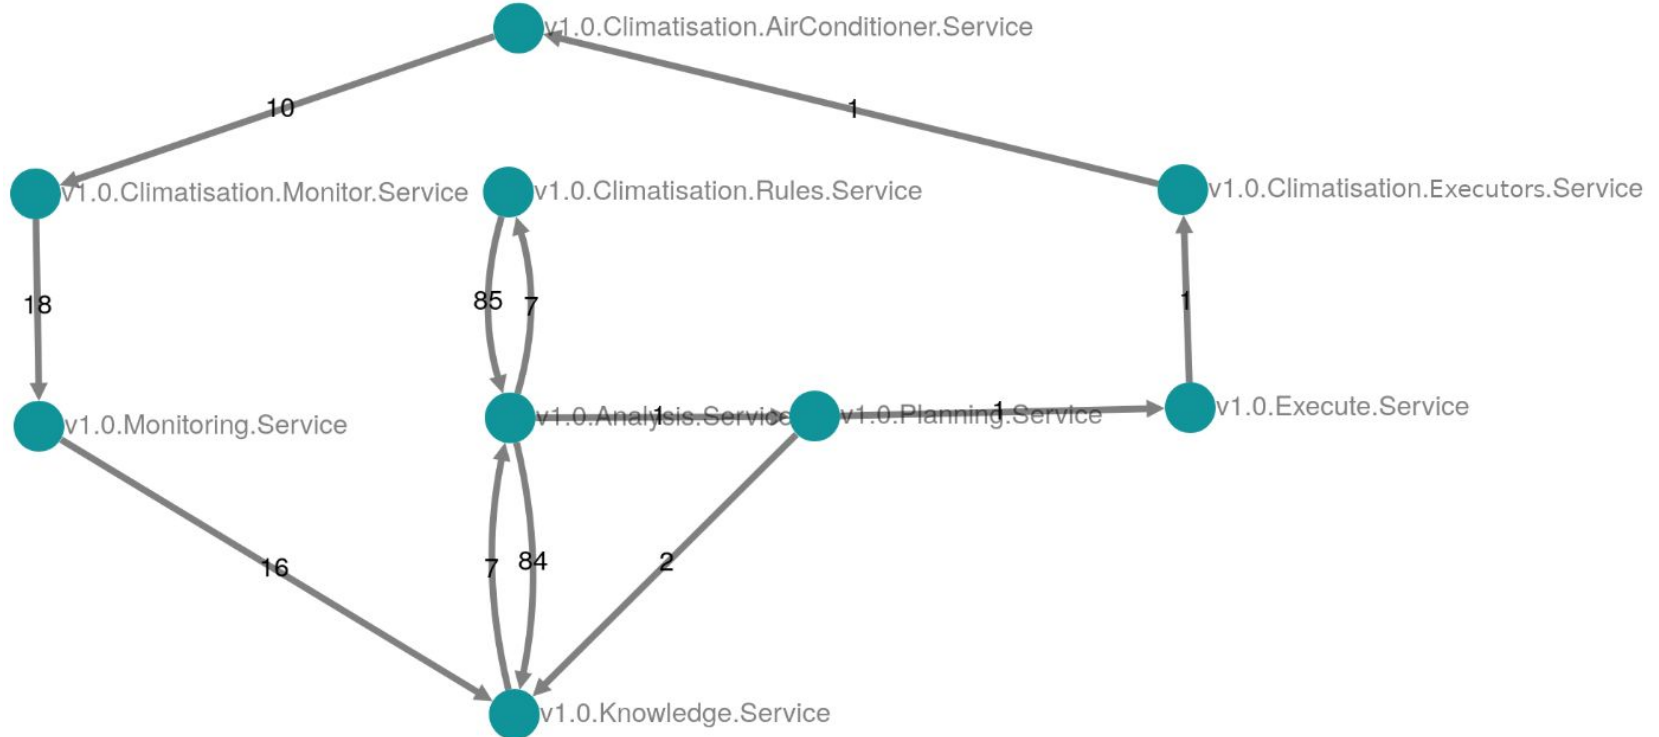 v1.0.Climatisation.AirConditioner.Service
10
1
v1.0.Climatisation.Monitor.Service
v1.0.Climatisation.Rules.Service
v1.0.Climatisation.Executors.Service
18
85
7
1
v1.0.Monitoring.Service
v1.0.Analysis.Service
1
v1.0.Planning.Service
1
v1.0.Execute.Service
16
7
84
2
v1.0.Knowledge.Service